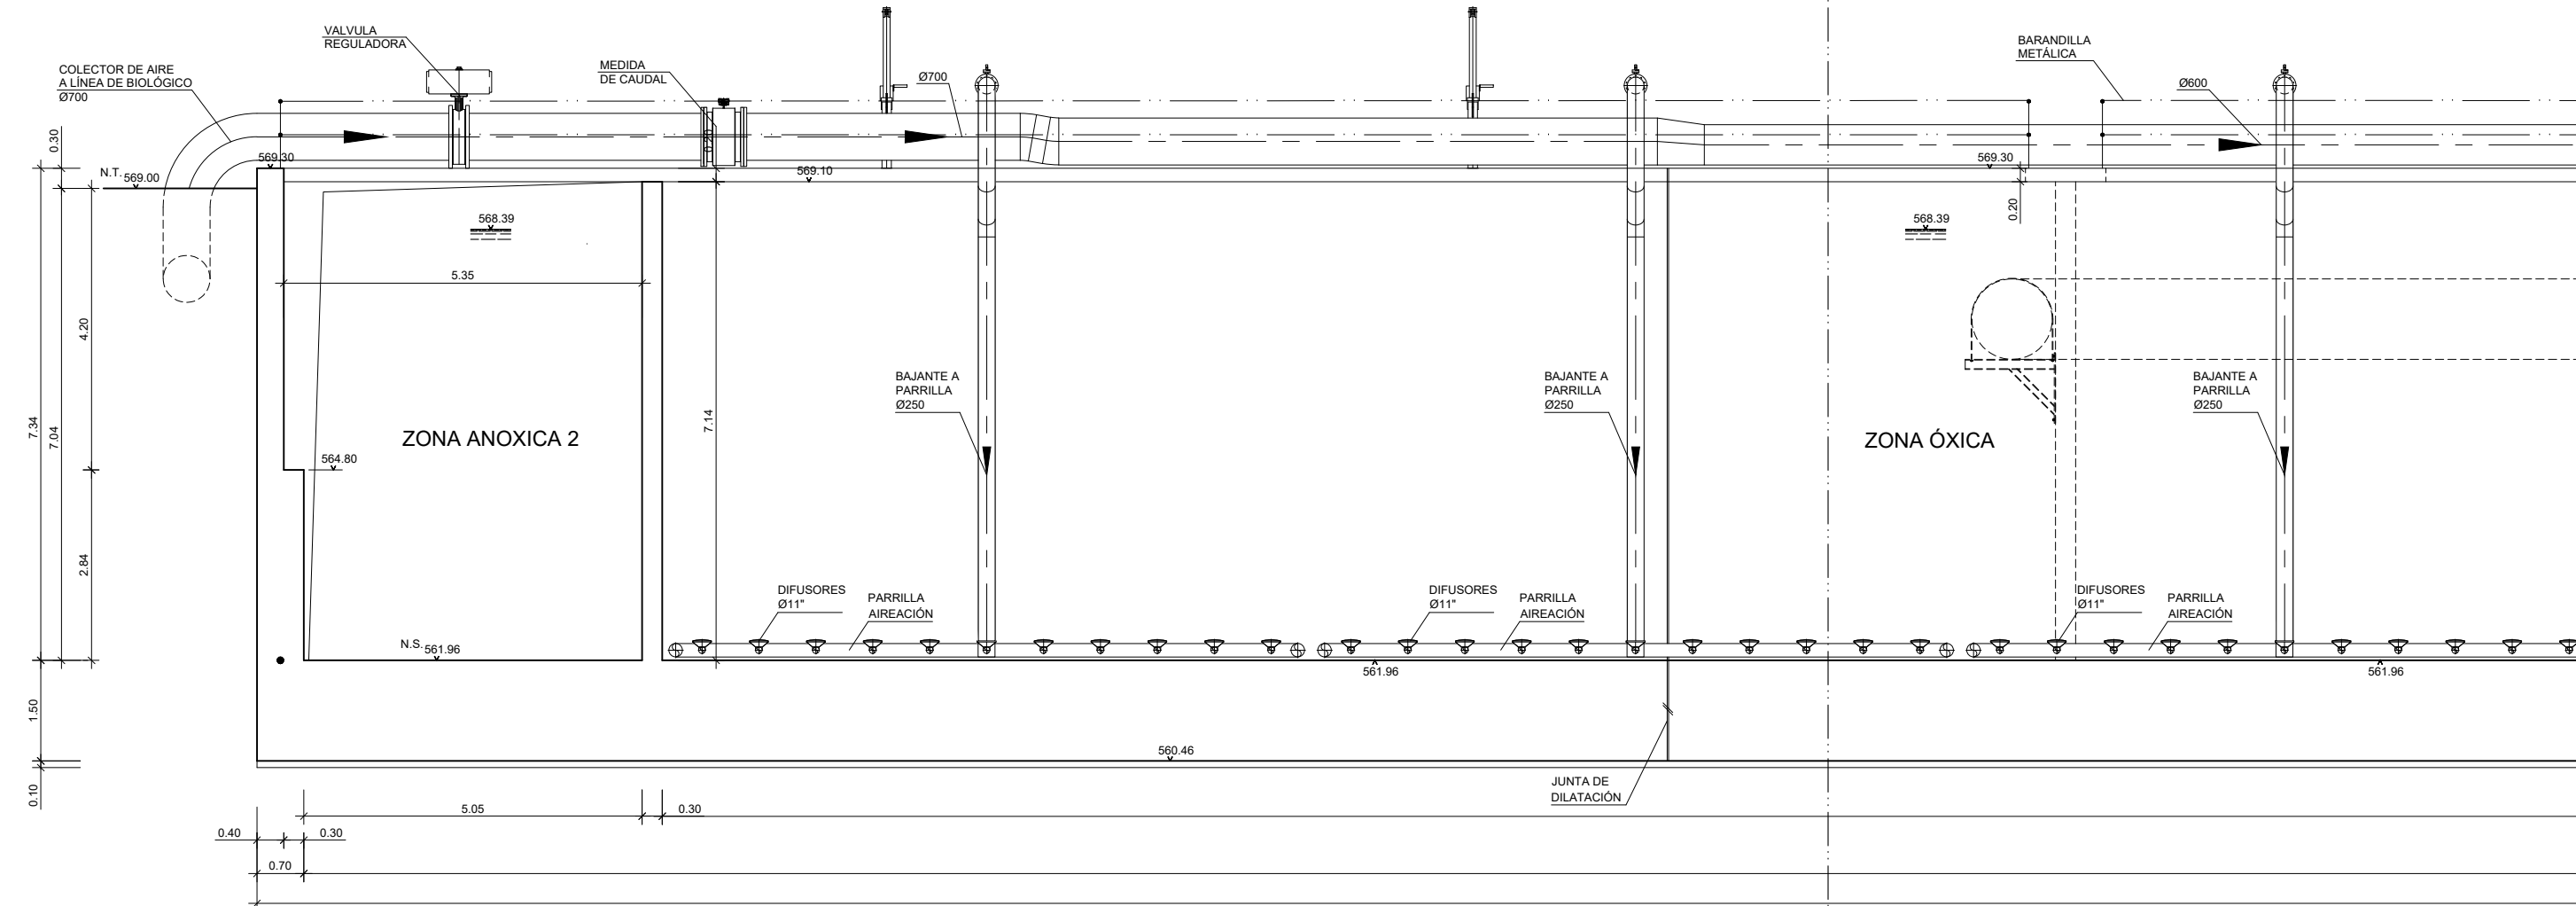 VALVULA
REGULADORA
COLECTOR DE AIRE
A LÍNEA DE BIOLÓGICO
Ø700
MEDIDA
DE CAUDAL
Ø700
BARANDILLA
METÁLICA
Ø600
0.30
0.20
569.30
N.T.
569.00
569.10
569.30
568.39
568.39
0.20
5.35
4.20
7.34
7.04
7.14
BAJANTE A
PARRILLA
Ø250
BAJANTE A
PARRILLA
Ø250
BAJANTE A
PARRILLA
Ø250
ZONA ANOXICA 2
ZONA ÓXICA
564.80
2.84
DIFUSORES
Ø11"
PARRILLA
AIREACIÓN
DIFUSORES
Ø11"
PARRILLA
AIREACIÓN
DIFUSORES
Ø11"
PARRILLA
AIREACIÓN
N.S.
561.96
561.96
561.96
1.50
560.46
0.10
JUNTA DE
DILATACIÓN
5.05
0.30
0.40
0.30
0.70